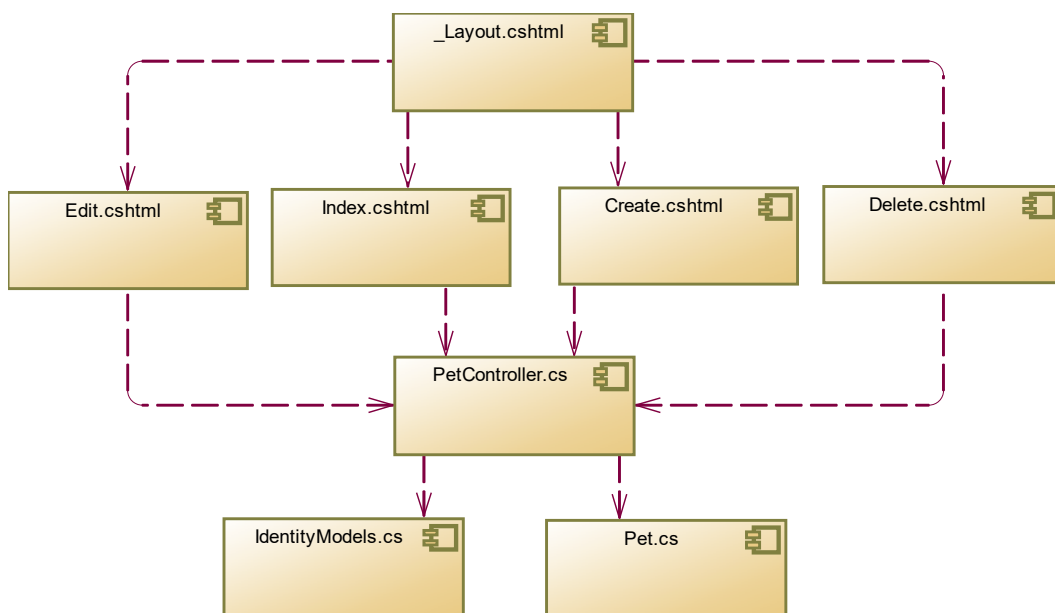 _Layout.cshtml
Edit.cshtml
Index.cshtml
Create.cshtml
Delete.cshtml
PetController.cs
IdentityModels.cs
Pet.cs